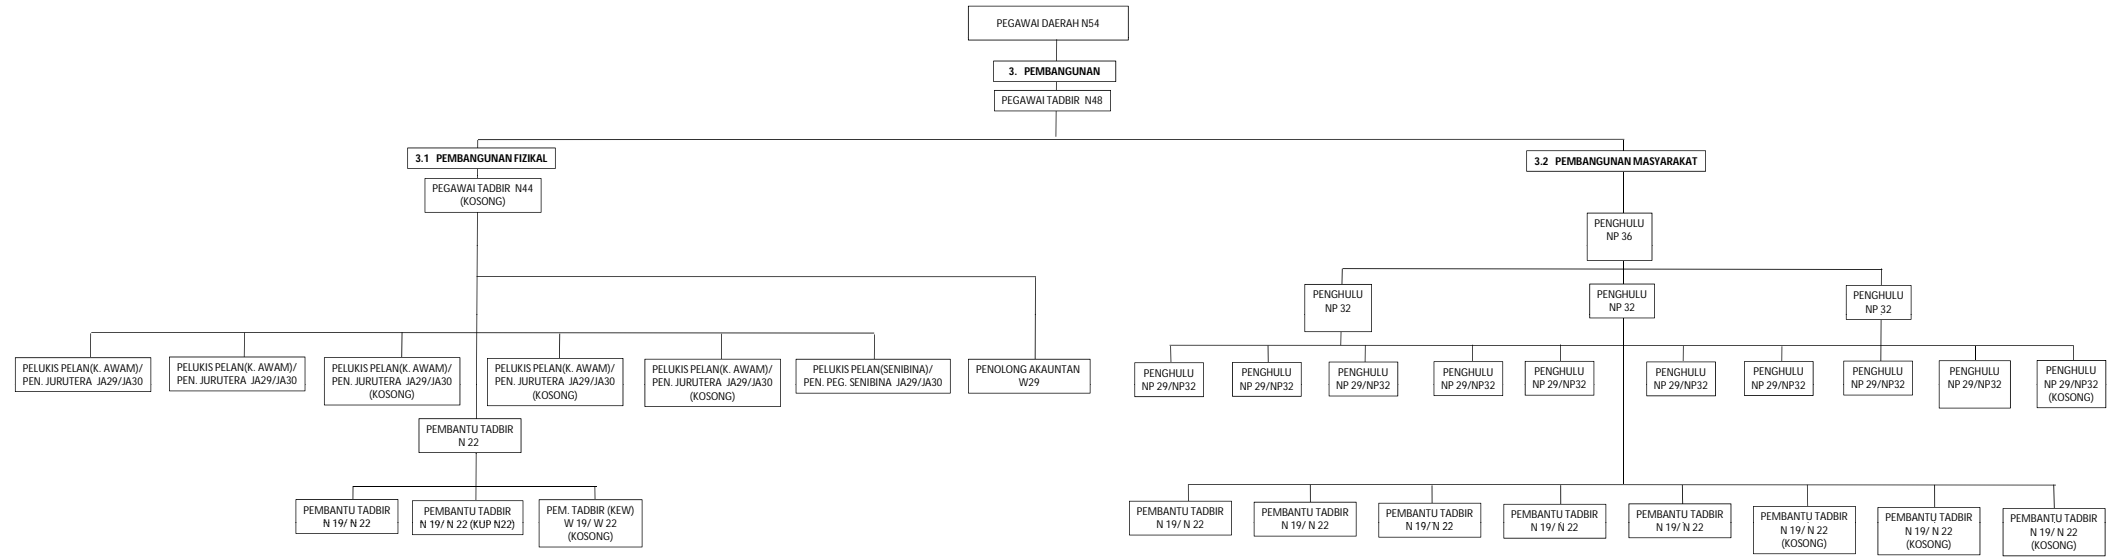 PEGAWAI DAERAH N54
3. PEMBANGUNAN
PEGAWAI TADBIR N48
3.1 PEMBANGUNAN FIZIKAL
PEGAWAI TADBIR N44
(KOSONG)
PELUKIS PELAN(K. AWAM)/
PEN. JURUTERA JA29/JA30
PELUKIS PELAN(K. AWAM)/
PEN. JURUTERA JA29/JA30
PELUKIS PELAN(K. AWAM)/
PEN. JURUTERA JA29/JA30
(KOSONG)
PELUKIS PELAN(K. AWAM)/
PEN. JURUTERA JA29/JA30
(KOSONG)
PELUKIS PELAN(K. AWAM)/
PEN. JURUTERA JA29/JA30
(KOSONG)
PELUKIS PELAN(SENIBINA)/
PEN. PEG. SENIBINA JA29/JA30
PENOLONG AKAUNTAN
W29
PEMBANTU TADBIR
N 22
PEMBANTU TADBIR
N 19/ N 22
PEMBANTU TADBIR
N 19/ N 22 (KUP N22)
PEM. TADBIR (KEW)
W 19/ W 22
(KOSONG)
3.2 PEMBANGUNAN MASYARAKAT
PENGHULU
NP 36
PENGHULU
NP 32
PENGHULU
NP 32
PENGHULU
NP 32
PENGHULU
NP 29/NP32
PENGHULU
NP 29/NP32
PENGHULU
NP 29/NP32
PENGHULU
NP 29/NP32
PENGHULU
NP 29/NP32
PENGHULU
NP 29/NP32
PENGHULU
NP 29/NP32
PENGHULU
NP 29/NP32
PENGHULU
NP 29/NP32
PENGHULU
NP 29/NP32
(KOSONG)
PEMBANTU TADBIR
N 19/ N 22
PEMBANTU TADBIR
N 19/ N 22
PEMBANTU TADBIR
N 19/ N 22
PEMBANTU TADBIR
N 19/ N 22
PEMBANTU TADBIR
N 19/ N 22
PEMBANTU TADBIR
N 19/ N 22
(KOSONG)
PEMBANTU TADBIR
N 19/ N 22
(KOSONG)
PEMBANTU TADBIR
N 19/ N 22
(KOSONG)